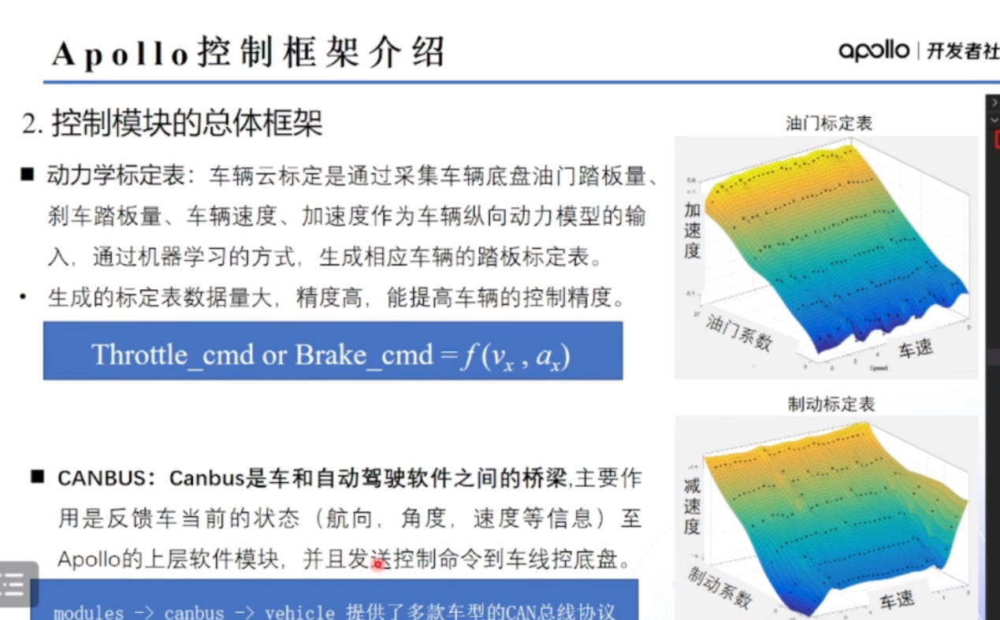 Apollo控制框架介绍
apollo | 开发者社
2. 控制模块的总体框架
■ 动力学标定表：车辆云标定是通过采集车辆底盘油门踏板量、
刹车踏板量、车辆速度、加速度作为车辆纵向动力模型的输
入，通过机器学习的方式，生成相应车辆的踏板标定表。
• 生成的标定表数据量大，精度高，能提高车辆的控制精度。
Throttle_cmd or Brake_cmd = f (vx , ax)
■ CANBUS：Canbus是车和自动驾驶软件之间的桥梁,主要作
用是反馈车当前的状态（航向，角度，速度等信息）至
Apollo的上层软件模块，并且发送控制命令到车线控底盘。
modules -> canbus -> vehicle 提供了多款车型的CAN总线协议
油门标定表
加速度
油门系数
车速
Speed
制动标定表
减速度
制动系数
车速